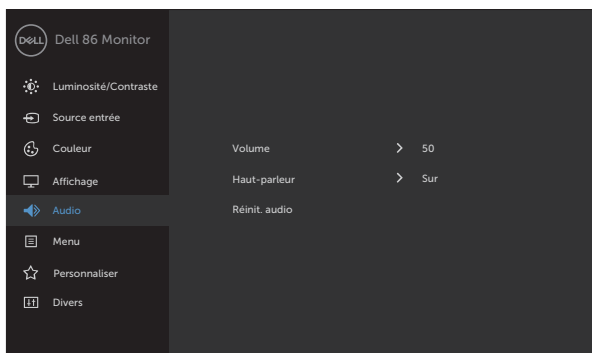 DELL Dell 86 Monitor
Luminosité/Contraste
Source entrée
Couleur
Volume 50
Affichage
Haut-parleur Sur
Audio
Réinit. audio
Menu
Personnaliser
Divers